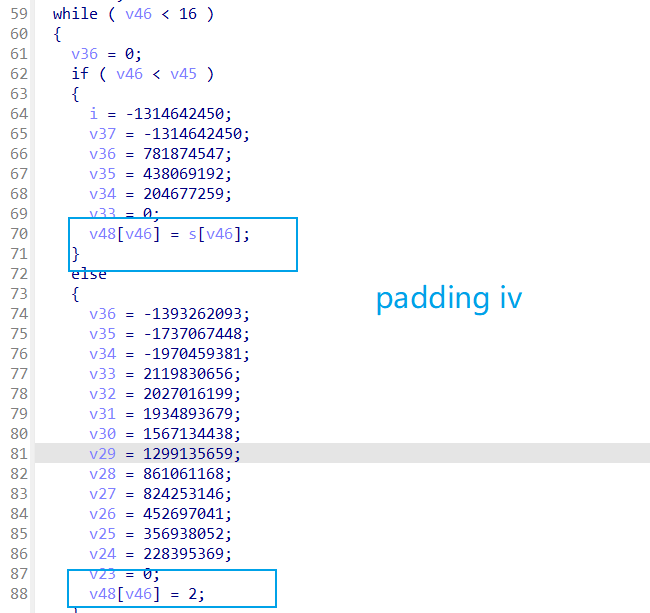 59 while ( v46 < 16 )
60 {
61 v36 = 0;
62 if ( v46 < v45 )
63 {
64 i = -1314642450;
65 v37 = -1314642450;
66 v36 = 781874547;
67 v35 = 438069192;
68 v34 = 204677259;
69 v33 = 0;
70 v48[v46] = s[v46];
71 }
72 else
73 {
padding iv
74 v36 = -1393262093;
75 v35 = -1737067448;
76 v34 = -1970459381;
77 v33 = 2119830656;
78 v32 = 2027016199;
79 v31 = 1934893679;
80 v30 = 1567134438;
81 v29 = 1299135659;
82 v28 = 861061168;
83 v27 = 824253146;
84 v26 = 452697041;
85 v25 = 356938052;
86 v24 = 228395369;
87 v23 = 0;
88 v48[v46] = 2;